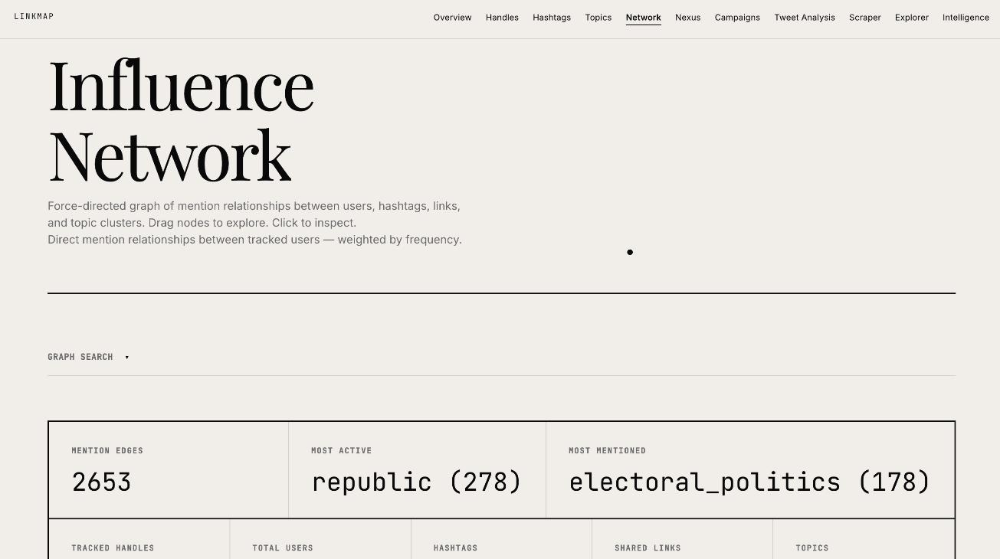 LINKMAP
Overview Handles Hashtags Topics Network Nexus Campaigns Tweet Analysis Scraper Explorer Intelligence
Influence
Network
Force-directed graph of mention relationships between users, hashtags, links,
and topic clusters. Drag nodes to explore. Click to inspect.
Direct mention relationships between tracked users — weighted by frequency.
GRAPH SEARCH ▾
MENTION EDGES MOST ACTIVE MOST MENTIONED
2653 republic (278) electoral_politics (178)
TRACKED HANDLES TOTAL USERS HASHTAGS SHARED LINKS TOPICS